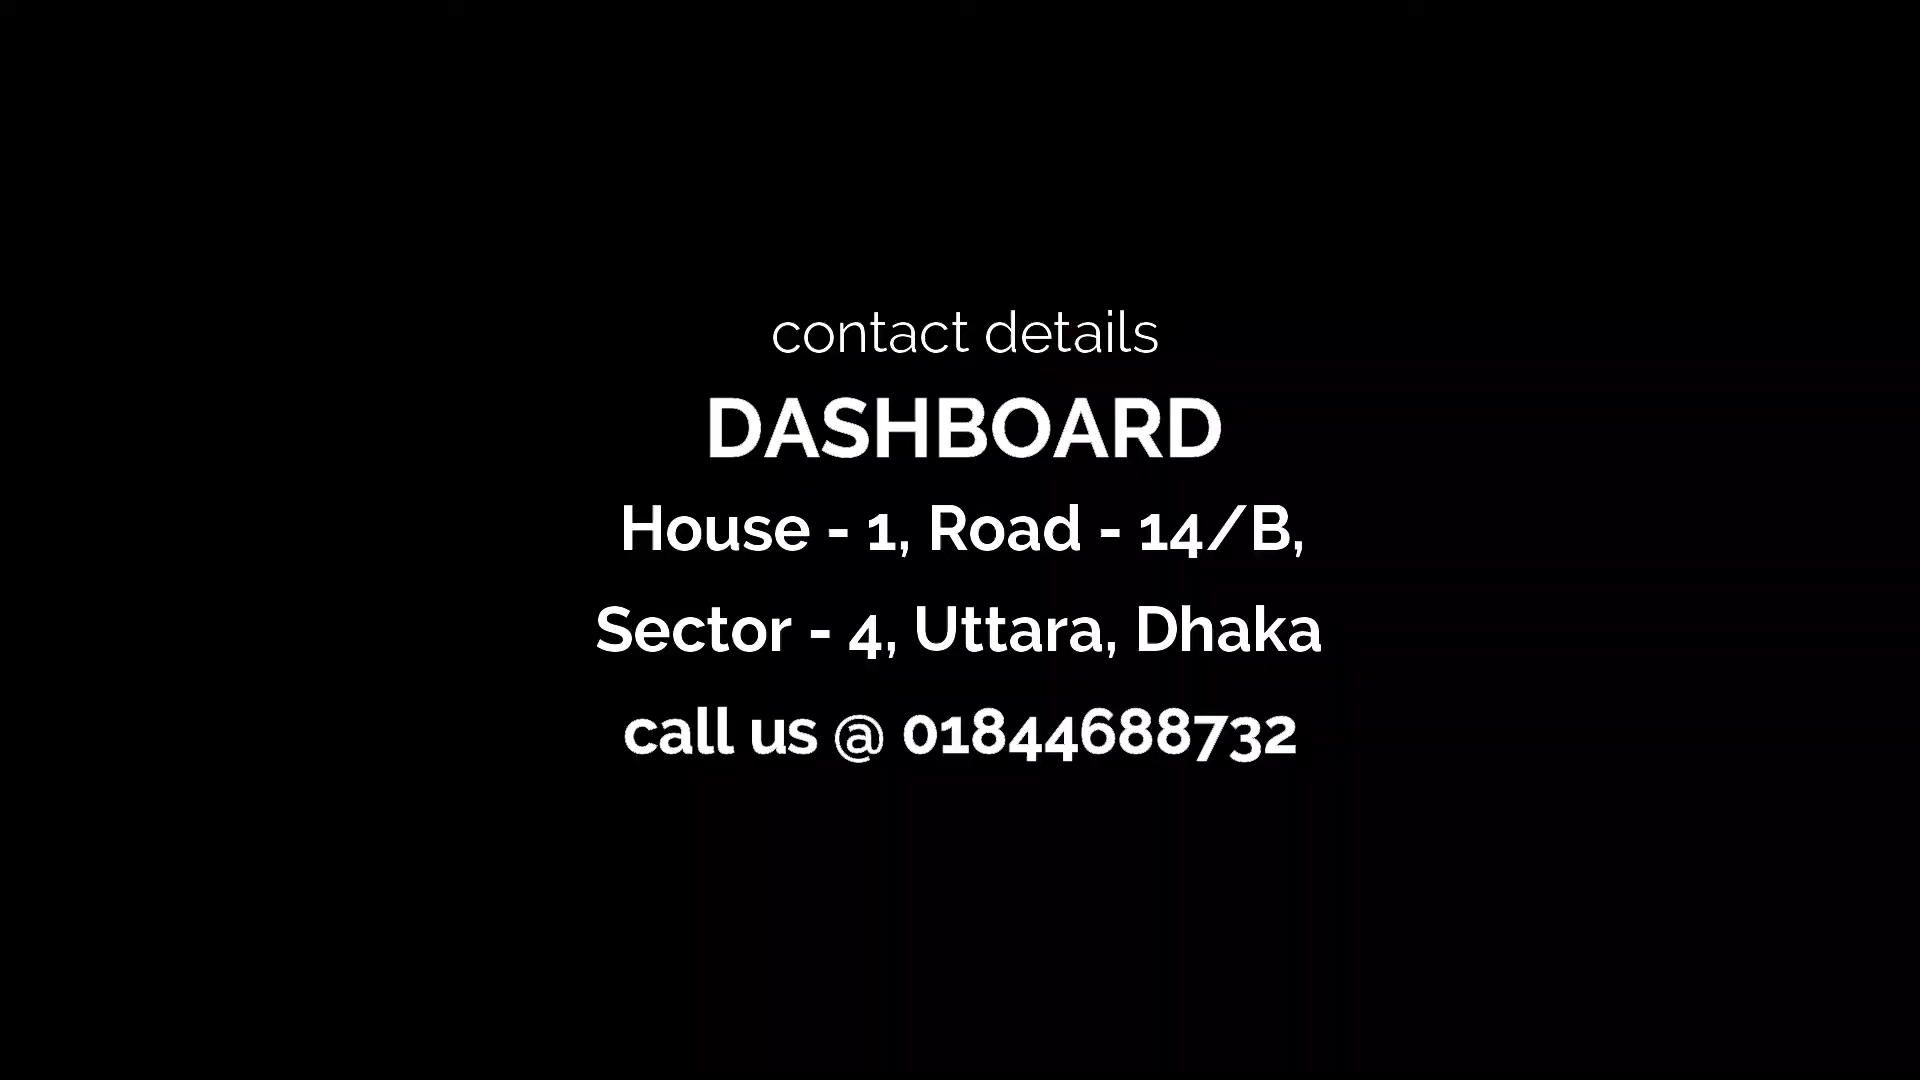 contact details
DASHBOARD
House - 1, Road - 14/B,
Sector - 4, Uttara, Dhaka
call us @ 01844688732